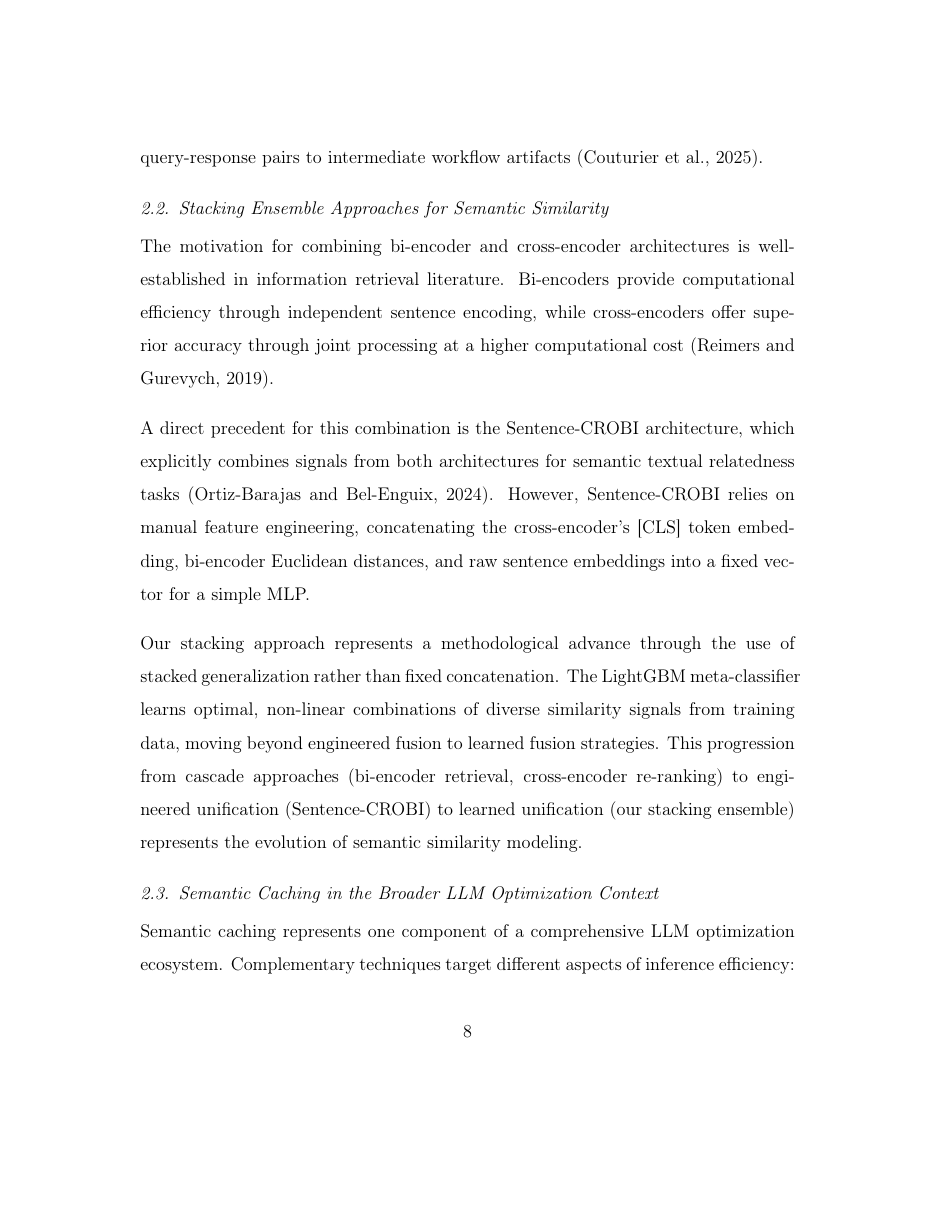 query-response pairs to intermediate workflow artifacts (Couturier et al., 2025).
2.2. Stacking Ensemble Approaches for Semantic Similarity
The motivation for combining bi-encoder and cross-encoder architectures is well-
established in information retrieval literature. Bi-encoders provide computational
efficiency through independent sentence encoding, while cross-encoders offer supe-
rior accuracy through joint processing at a higher computational cost (Reimers and
Gurevych, 2019).
A direct precedent for this combination is the Sentence-CROBI architecture, which
explicitly combines signals from both architectures for semantic textual relatedness
tasks (Ortiz-Barajas and Bel-Enguix, 2024). However, Sentence-CROBI relies on
manual feature engineering, concatenating the cross-encoder's [CLS] token embed-
ding, bi-encoder Euclidean distances, and raw sentence embeddings into a fixed vec-
tor for a simple MLP.
Our stacking approach represents a methodological advance through the use of
stacked generalization rather than fixed concatenation. The LightGBM meta-classifier
learns optimal, non-linear combinations of diverse similarity signals from training
data, moving beyond engineered fusion to learned fusion strategies. This progression
from cascade approaches (bi-encoder retrieval, cross-encoder re-ranking) to engi-
neered unification (Sentence-CROBI) to learned unification (our stacking ensemble)
represents the evolution of semantic similarity modeling.
2.3. Semantic Caching in the Broader LLM Optimization Context
Semantic caching represents one component of a comprehensive LLM optimization
ecosystem. Complementary techniques target different aspects of inference efficiency:
8